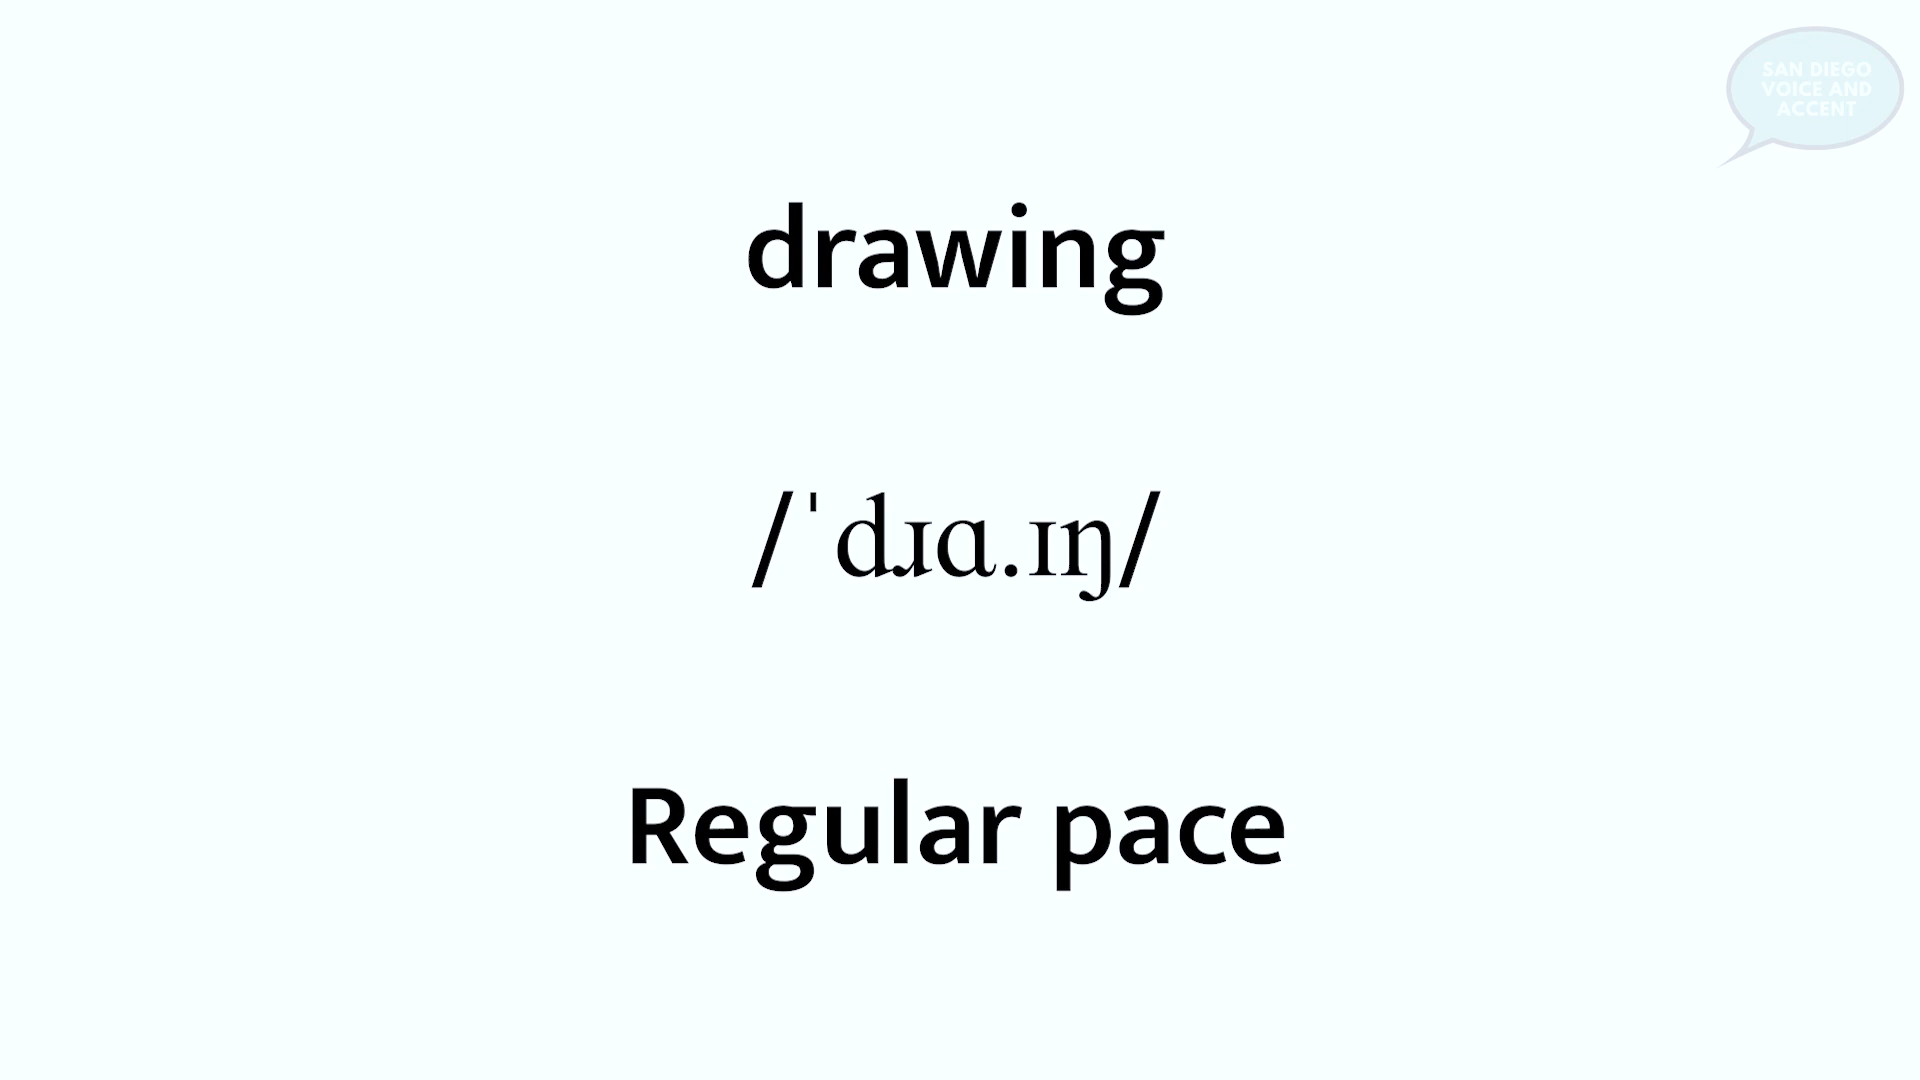 SAN DIEGO
VOICE AND
ACCENT
drawing
/ˈdɹɑ.ɪŋ/
Regular pace